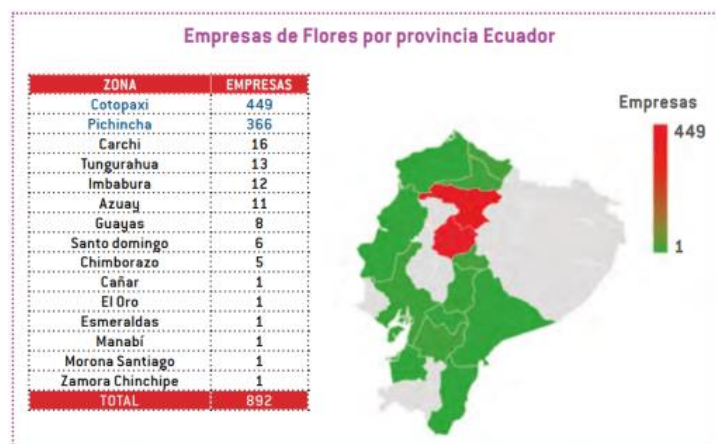 Empresas de Flores por provincia Ecuador
ZONA EMPRESAS
Cotopaxi 449
Pichincha 366
Carchi 16
Tungurahua 13
Imbabura 12
Azuay 11
Guayas 8
Santo domingo 6
Chimborazo 5
Cañar 1
El Oro 1
Esmeraldas 1
Manabí 1
Morona Santiago 1
Zamora Chinchipe 1
TOTAL 892
Empresas
449
1